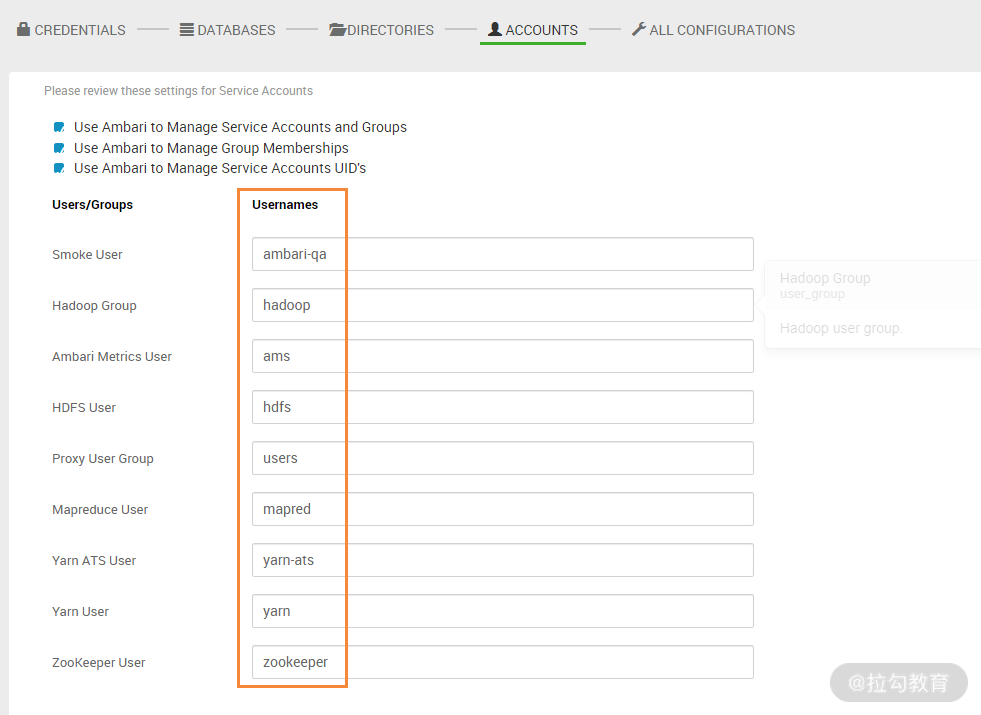 CREDENTIALS DATABASES DIRECTORIES ACCOUNTS ALL CONFIGURATIONS
Please review these settings for Service Accounts
Use Ambari to Manage Service Accounts and Groups
Use Ambari to Manage Group Memberships
Use Ambari to Manage Service Accounts UID's
Users/Groups Usernames
Smoke User ambari-qa
Hadoop Group
user_group
Hadoop Group hadoop
Hadoop user group.
Ambari Metrics User ams
HDFS User hdfs
Proxy User Group users
Mapreduce User mapred
Yarn ATS User yarn-ats
Yarn User yarn
ZooKeeper User zookeeper
@拉勾教育